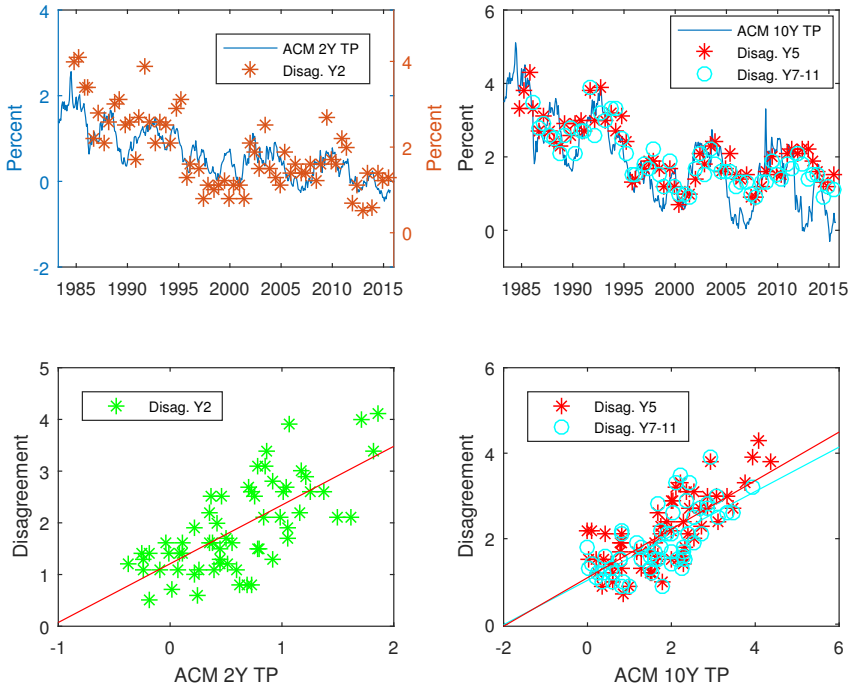 4
2
0
-2
Percent
ACM 2Y TP
Disag. Y2
4
2
0
Percent
1985 1990 1995 2000 2005 2010 2015
6
4
2
0
Percent
ACM 10Y TP
Disag. Y5
Disag. Y7-11
1985 1990 1995 2000 2005 2010 2015
5
4
3
2
1
0
Disagreement
Disag. Y2
-1 0 1 2
ACM 2Y TP
6
4
2
0
Disagreement
Disag. Y5
Disag. Y7-11
-2 0 2 4 6
ACM 10Y TP